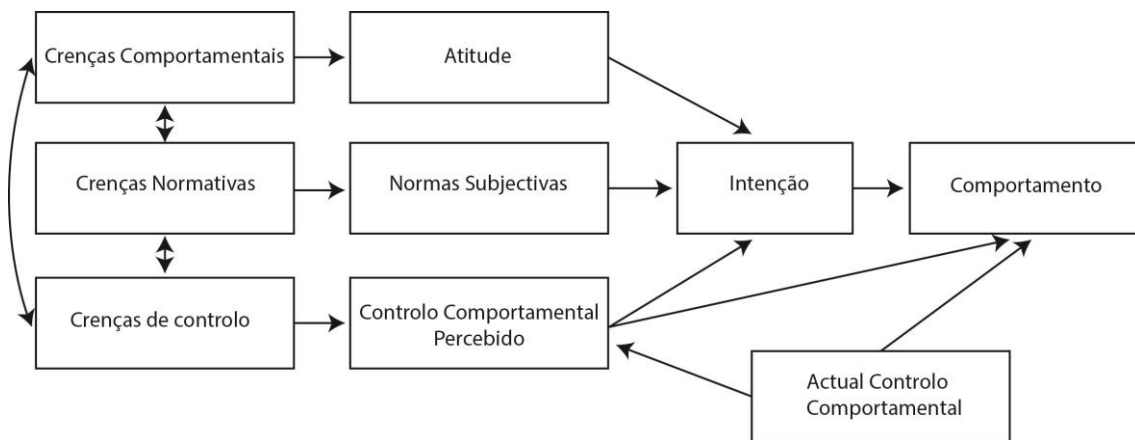 Crenças Comportamentais
Atitude
Crenças Normativas
Normas Subjectivas
Intenção
Comportamento
Crenças de controlo
Controlo Comportamental
Percebido
Actual Controlo
Comportamental